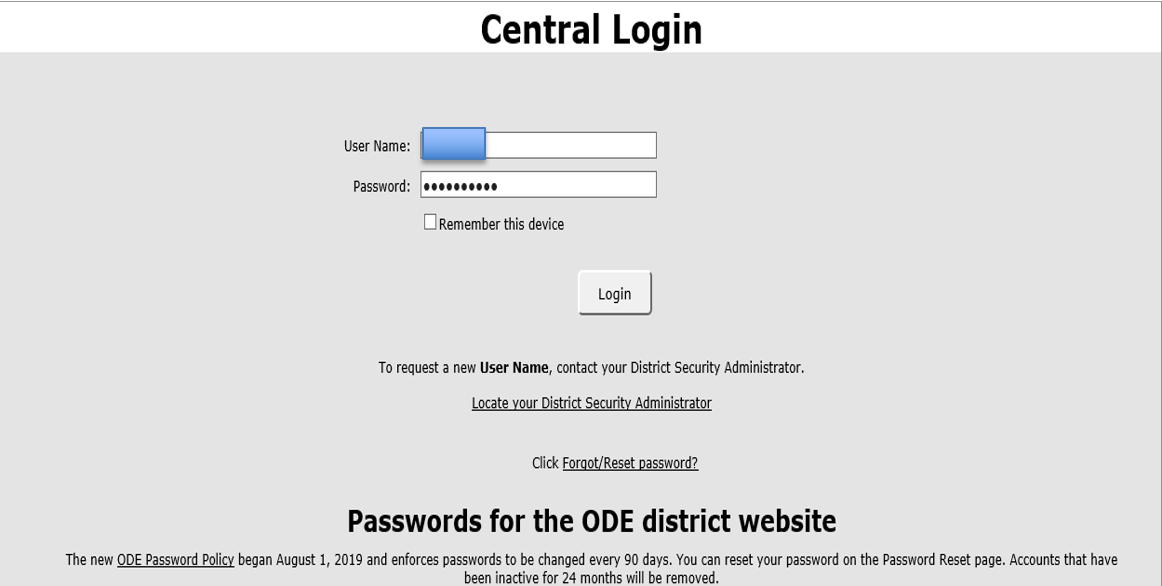 Central Login
User Name:
Password: ••••••••••
Remember this device
Login
To request a new User Name, contact your District Security Administrator.
Locate your District Security Administrator
Click Forgot/Reset password?
Passwords for the ODE district website
The new ODE Password Policy began August 1, 2019 and enforces passwords to be changed every 90 days. You can reset your password on the Password Reset page. Accounts that have
been inactive for 24 months will be removed.